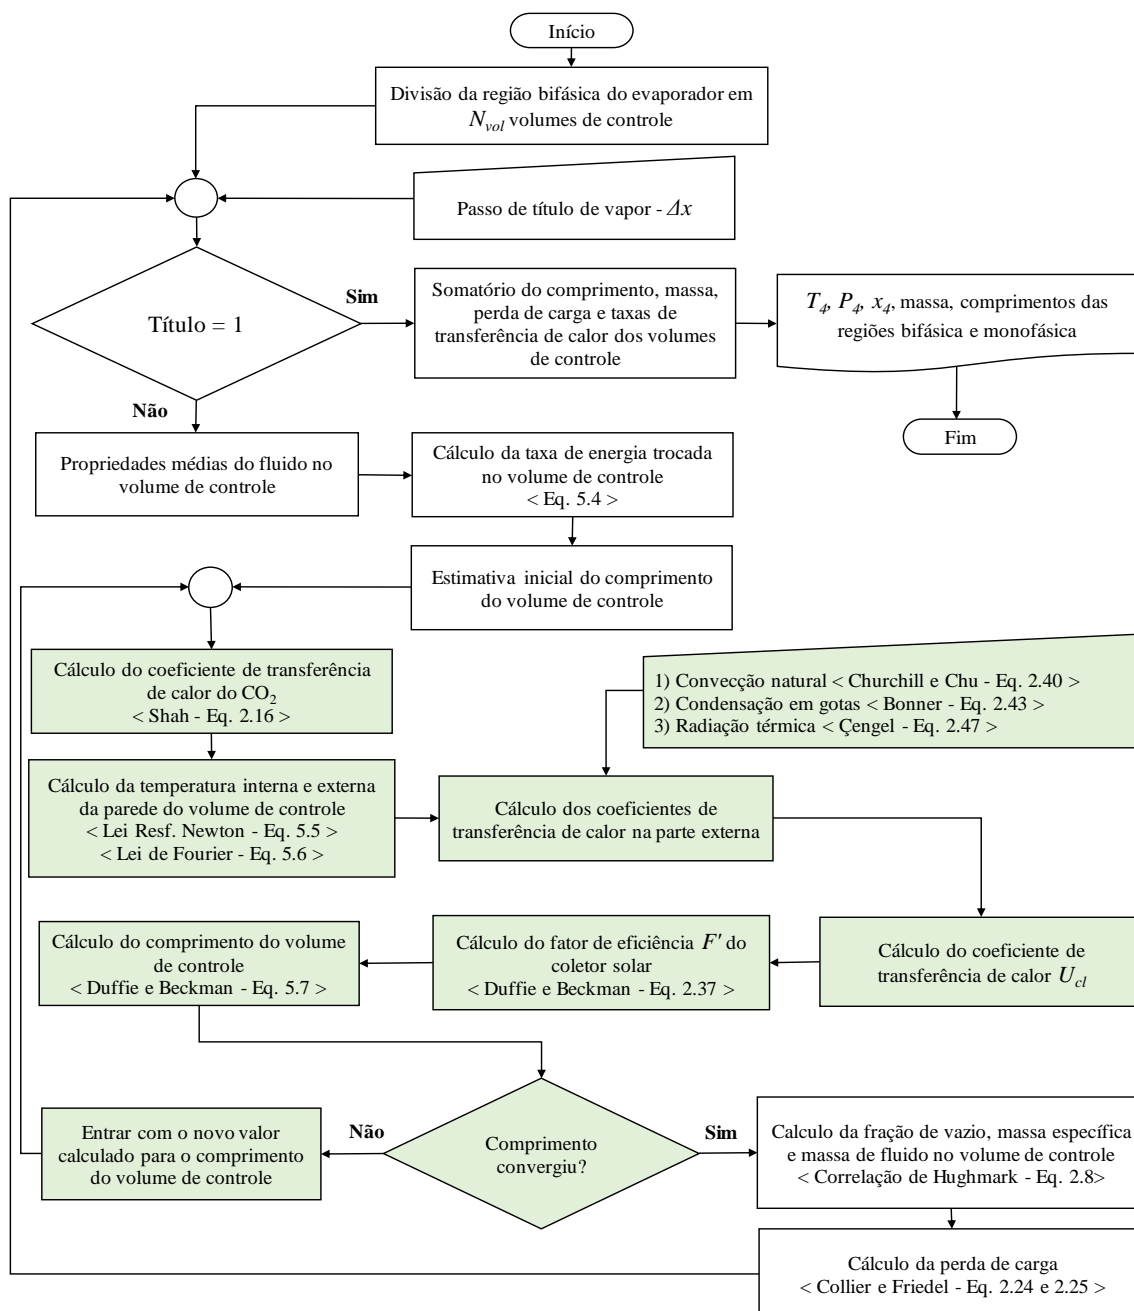 Início
Divisão da região bifásica do evaporador em
N_vol volumes de controle
Passo de título de vapor - Δx
Título = 1
Sim
Somatório do comprimento, massa,
perda de carga e taxas de
transferência de calor dos volumes
de controle
T₄, P₄, x₄, massa, comprimentos das
regiões bifásica e monofásica
Fim
Não
Propriedades médias do fluido no
volume de controle
Cálculo da taxa de energia trocada
no volume de controle
< Eq. 5.4 >
Estimativa inicial do comprimento
do volume de controle
Cálculo do coeficiente de transferência
de calor do CO₂
< Shah - Eq. 2.16 >
1) Convecção natural < Churchill e Chu - Eq. 2.40 >
2) Condensação em gotas < Bonner - Eq. 2.43 >
3) Radiação térmica < Çengel - Eq. 2.47 >
Cálculo da temperatura interna e externa
da parede do volume de controle
< Lei Resf. Newton - Eq. 5.5 >
< Lei de Fourier - Eq. 5.6 >
Cálculo dos coeficientes de
transferência de calor na parte externa
Cálculo do coeficiente de
transferência de calor U_cl
Cálculo do fator de eficiência F' do
coletor solar
< Duffie e Beckman - Eq. 2.37 >
Cálculo do comprimento do volume
de controle
< Duffie e Beckman - Eq. 5.7 >
Comprimento
convergiu?
Não
Entrar com o novo valor
calculado para o comprimento
do volume de controle
Sim
Calculo da fração de vazio, massa específica
e massa de fluido no volume de controle
< Correlação de Hughmark - Eq. 2.8>
Cálculo da perda de carga
< Collier e Friedel - Eq. 2.24 e 2.25 >